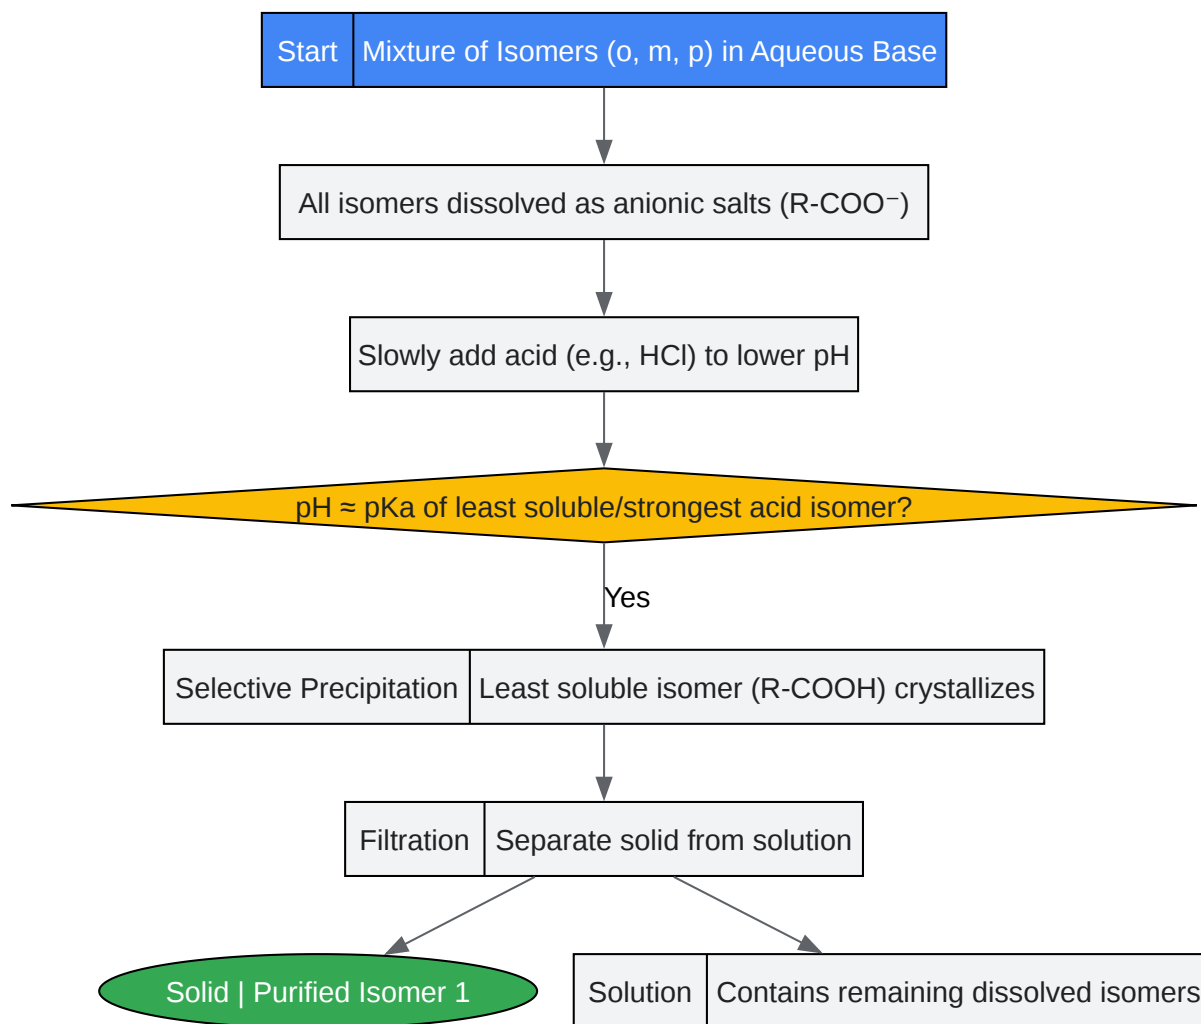 Start | Mixture of Isomers (o, m, p) in Aqueous Base
All isomers dissolved as anionic salts (R-COO⁻)
Slowly add acid (e.g., HCl) to lower pH
pH ≈ pKa of least soluble/strongest acid isomer?
Yes
Selective Precipitation | Least soluble isomer (R-COOH) crystallizes
Filtration | Separate solid from solution
Solid | Purified Isomer 1
Solution | Contains remaining dissolved isomers